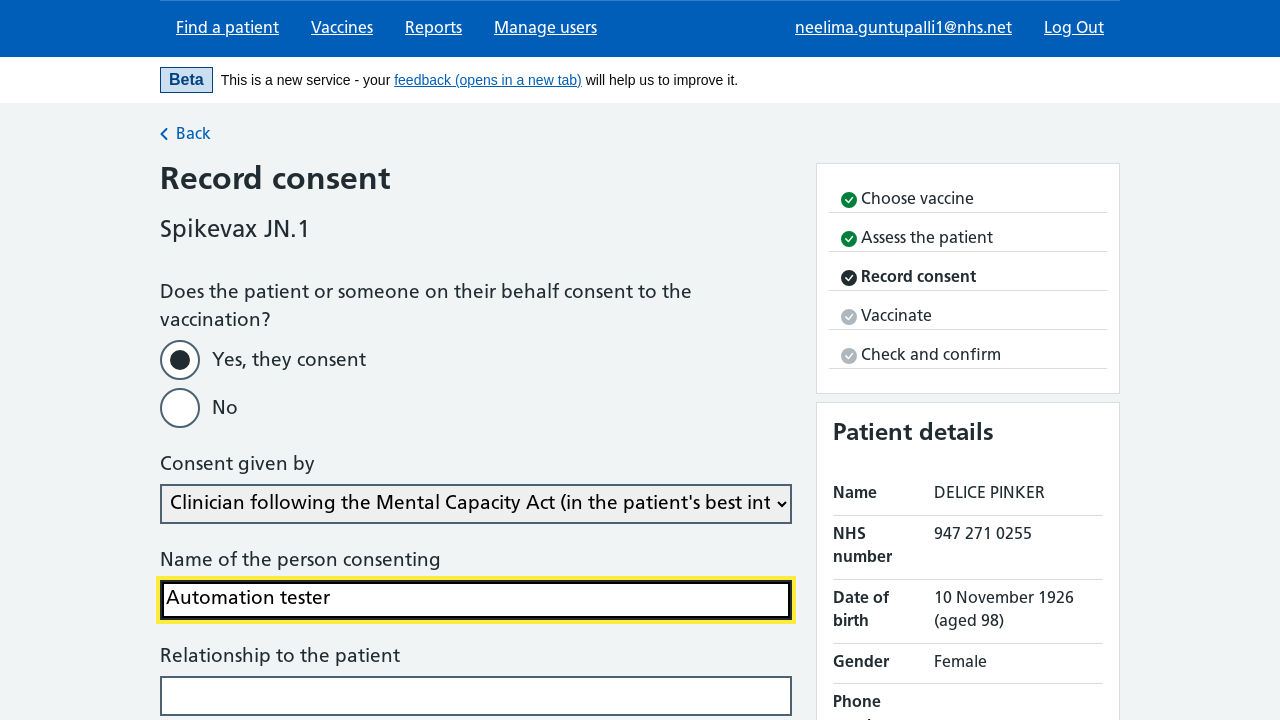 Find a patient Vaccines Reports Manage users neelima.guntupalli1@nhs.net Log Out
Beta This is a new service - your feedback (opens in a new tab) will help us to improve it.
Back
Record consent
Spikevax JN.1
Does the patient or someone on their behalf consent to the
vaccination?
Yes, they consent
No
Consent given by
Clinician following the Mental Capacity Act (in the patient's best int
Name of the person consenting
Automation tester
Relationship to the patient
Choose vaccine
Assess the patient
Record consent
Vaccinate
Check and confirm
Patient details
Name DELICE PINKER
NHS 947 271 0255
number
Date of 10 November 1926
birth (aged 98)
Gender Female
Phone